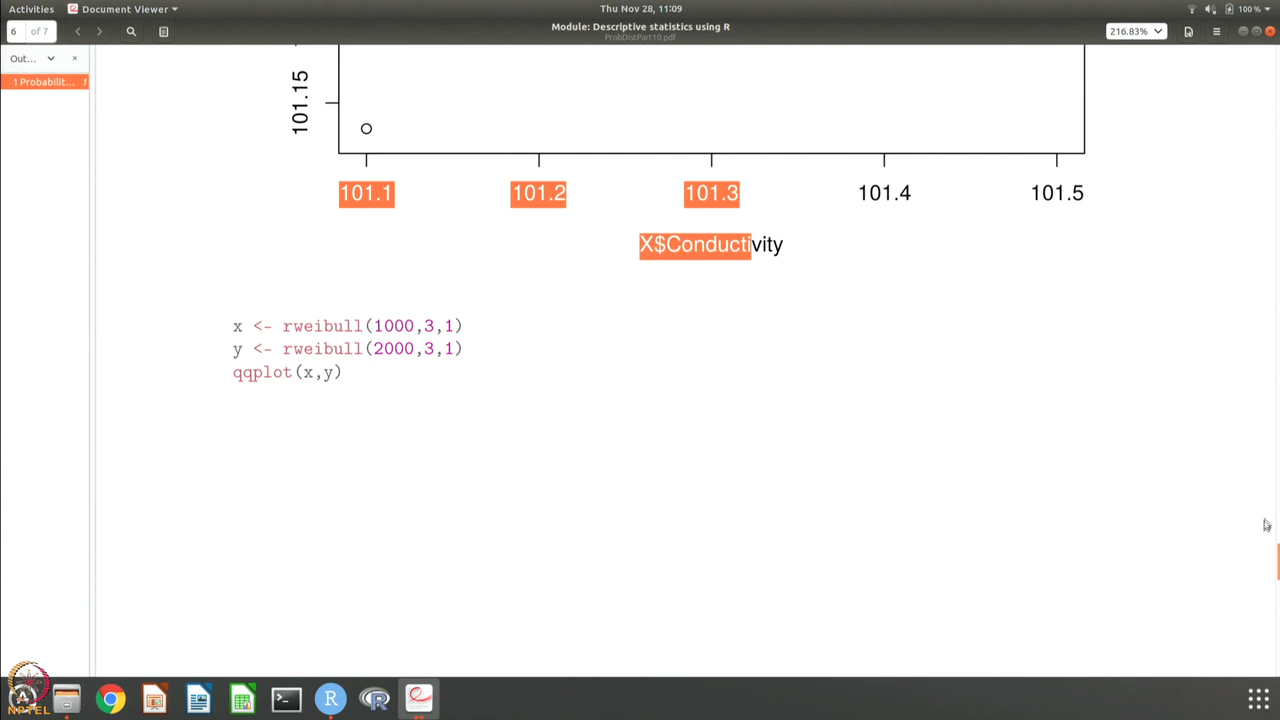 Activities
Document Viewer
Thu Nov 28, 11:09
100 %
6
of 7
Module: Descriptive statistics using R
ProbDistPart10.pdf
216.83%
Out...
1 Probabilit... 1
101.15
101.1 101.2 101.3 101.4 101.5
X$Conductivity
x <- rweibull(1000,3,1)
y <- rweibull(2000,3,1)
qqplot(x,y)
NPTEL